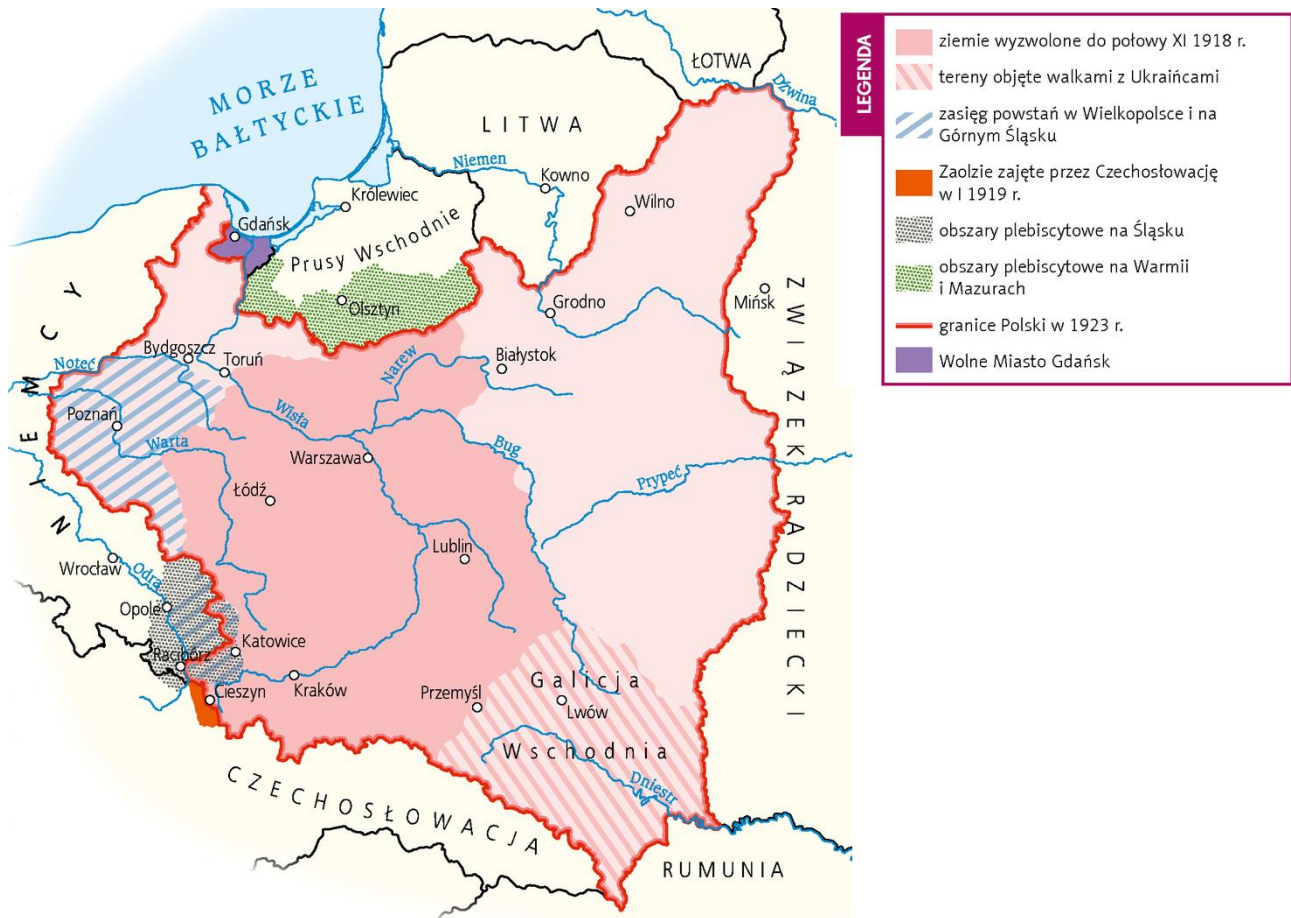 MORZE
BAŁTYCKIE
ŁOTWA
Dźwina
LITWA
Niemen
Kowno
Królewiec
Wilno
Gdańsk
Prusy Wschodnie
Olsztyn
Grodno
Mińsk
NIEMCY
ZWIĄZEK RADZIECKI
Bydgoszcz
Toruń
Noteć
Narew
Białystok
Poznań
Wisła
Warta
Warszawa
Bug
Prypeć
Łódź
Lublin
Wrocław
Odra
Opole
Katowice
Racibórz
Cieszyn
Kraków
Przemyśl
Galicja
Lwów
Wschodnia
Dniestr
CZECHOSŁOWACJA
RUMUNIA
LEGENDA
ziemie wyzwolone do połowy XI 1918 r.
tereny objęte walkami z Ukraińcami
zasięg powstań w Wielkopolsce i na
Górnym Śląsku
Zaolzie zajęte przez Czechosłowację
w I 1919 r.
obszary plebiscytowe na Śląsku
obszary plebiscytowe na Warmii
i Mazurach
granice Polski w 1923 r.
Wolne Miasto Gdańsk